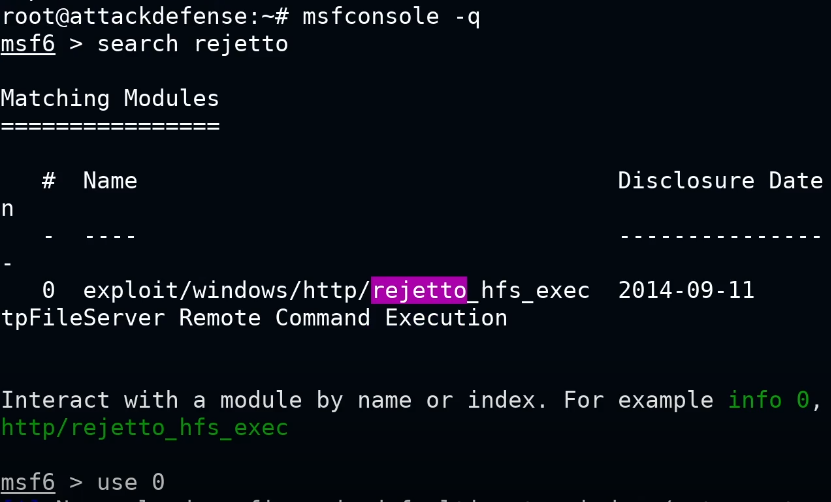 root@attackdefense:~# msfconsole -q
msf6 > search rejetto
Matching Modules
================
#  Name                                   Disclosure Date
n
-  ----                                   ---------------
-
0  exploit/windows/http/rejetto_hfs_exec  2014-09-11
tpFileServer Remote Command Execution
Interact with a module by name or index. For example info 0,
http/rejetto_hfs_exec
msf6 > use 0